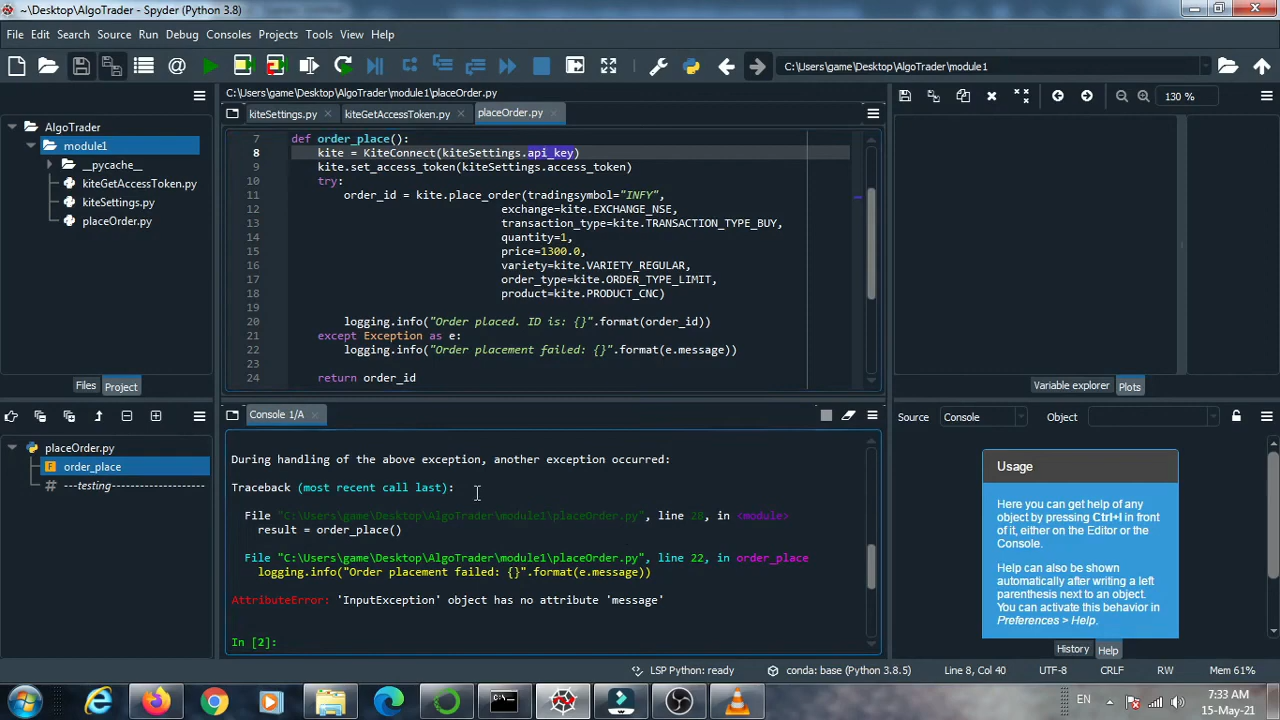 ~\Desktop\AlgoTrader - Spyder (Python 3.8)
File Edit Search Source Run Debug Consoles Projects Tools View Help
C:\Users\game\Desktop\AlgoTrader\module1
C:\Users\game\Desktop\AlgoTrader\module1\placeOrder.py
130 %
kiteSettings.py kiteGetAccessToken.py placeOrder.py
AlgoTrader
module1
__pycache__
kiteGetAccessToken.py
kiteSettings.py
placeOrder.py
Files Project
7 def order_place():
8 kite = KiteConnect(kiteSettings.api_key)
9 kite.set_access_token(kiteSettings.access_token)
10 try:
11 order_id = kite.place_order(tradingsymbol="INFY",
12 exchange=kite.EXCHANGE_NSE,
13 transaction_type=kite.TRANSACTION_TYPE_BUY,
14 quantity=1,
15 price=1300.0,
16 variety=kite.VARIETY_REGULAR,
17 order_type=kite.ORDER_TYPE_LIMIT,
18 product=kite.PRODUCT_CNC)
19
20 logging.info("Order placed. ID is: {}".format(order_id))
21 except Exception as e:
22 logging.info("Order placement failed: {}".format(e.message))
23
24 return order_id
Variable explorer Plots
placeOrder.py
order_place
---testing--------------------
Console 1/A
During handling of the above exception, another exception occurred:
Traceback (most recent call last):
File "C:\Users\game\Desktop\AlgoTrader\module1\placeOrder.py", line 28, in <module>
result = order_place()
File "C:\Users\game\Desktop\AlgoTrader\module1\placeOrder.py", line 22, in order_place
logging.info("Order placement failed: {}".format(e.message))
AttributeError: 'InputException' object has no attribute 'message'
In [2]:
Source Console Object
Usage
Here you can get help of any
object by pressing Ctrl+I in front
of it, either on the Editor or the
Console.
Help can also be shown
automatically after writing a left
parenthesis next to an object.
You can activate this behavior in
Preferences > Help.
History Help
LSP Python: ready conda: base (Python 3.8.5) Line 8, Col 40 UTF-8 CRLF RW Mem 61%
EN
7:33 AM
15-May-21